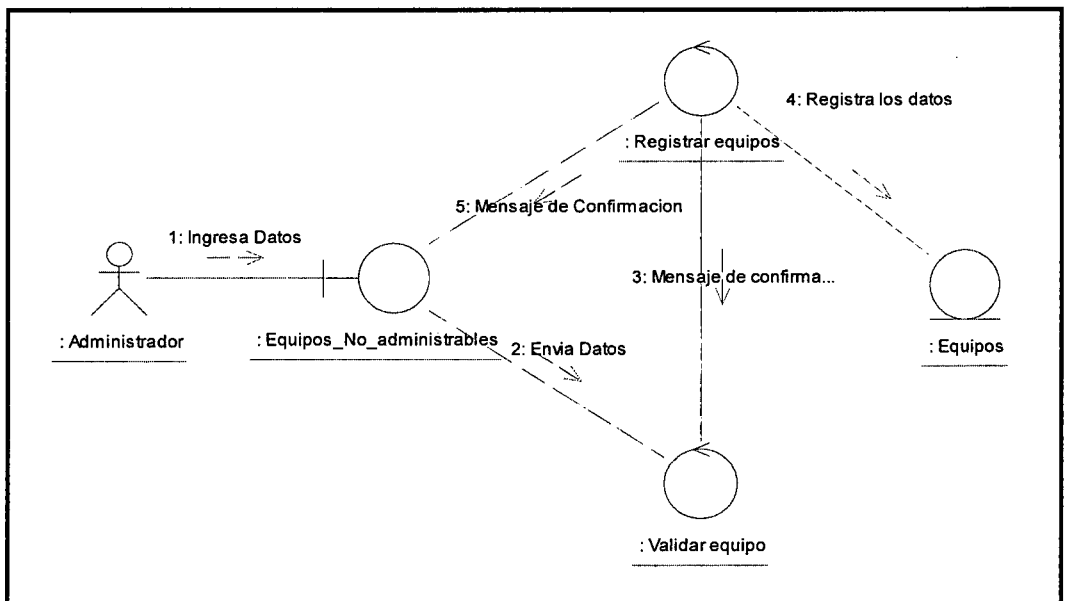 4: Registra los datos
: Registrar equipos
5: Mensaje de Confirmacion
1: Ingresa Datos
3: Mensaje de confirma...
: Administrador
: Equipos_No_administrables
2: Envia Datos
: Equipos
: Validar equipo